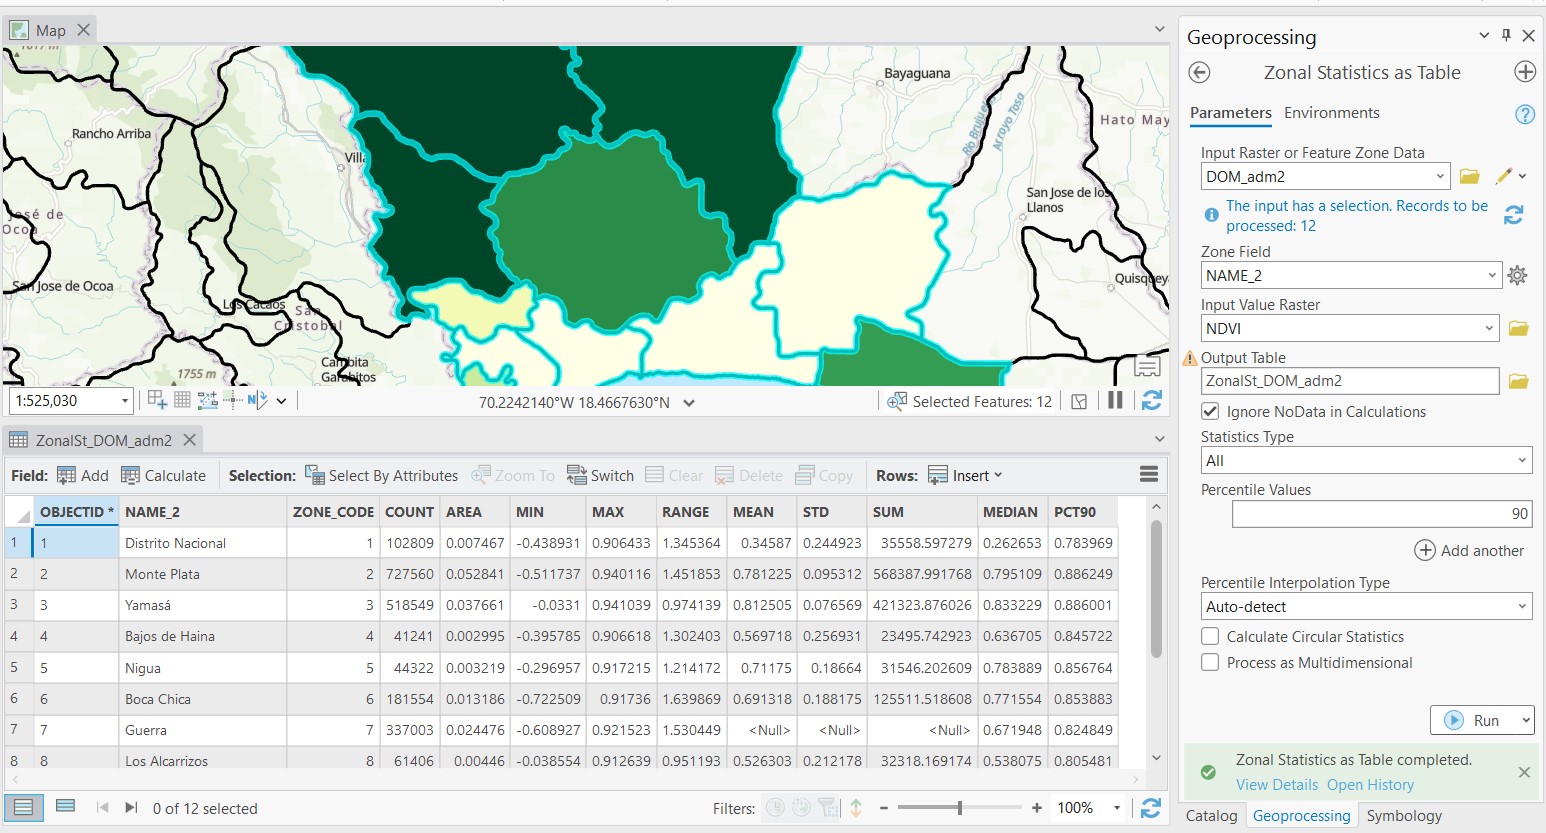 Map
1617 m
Bayaguana
Rancho Arriba
Hato May
Río Brujuelas
Arroyo Tosa
Villa
José de
Ocoa
San Jose de los
Llanos
San Jose de Ocoa
Los Cacaos
San
Cristobal
Quisquey
Cambita
Garabitos
1755 m
1:525,030
70.2242140°W 18.4667630°N
Selected Features: 12
ZonalSt_DOM_adm2
Field: Add Calculate Selection: Select By Attributes Zoom To Switch Clear Delete Copy Rows: Insert
OBJECTID * NAME_2 ZONE_CODE COUNT AREA MIN MAX RANGE MEAN STD SUM MEDIAN PCT90
1 1 Distrito Nacional 1 102809 0.007467 -0.438931 0.906433 1.345364 0.34587 0.244923 35558.597279 0.262653 0.783969
2 2 Monte Plata 2 727560 0.052841 -0.511737 0.940116 1.451853 0.781225 0.095312 568387.991768 0.795109 0.886249
3 3 Yamasá 3 518549 0.037661 -0.0331 0.941039 0.974139 0.812505 0.076569 421323.876026 0.833229 0.886001
4 4 Bajos de Haina 4 41241 0.002995 -0.395785 0.906618 1.302403 0.569718 0.256931 23495.742923 0.636705 0.845722
5 5 Nigua 5 44322 0.003219 -0.296957 0.917215 1.214172 0.71175 0.18664 31546.202609 0.783889 0.856764
6 6 Boca Chica 6 181554 0.013186 -0.722509 0.91736 1.639869 0.691318 0.188175 125511.518608 0.771554 0.853883
7 7 Guerra 7 337003 0.024476 -0.608927 0.921523 1.530449 <Null> <Null> <Null> 0.671948 0.824849
8 8 Los Alcarrizos 8 61406 0.00446 -0.038554 0.912639 0.951193 0.526303 0.212178 32318.169174 0.538075 0.805481
0 of 12 selected
Filters:
100%
Geoprocessing
Zonal Statistics as Table
Parameters Environments
Input Raster or Feature Zone Data
DOM_adm2
The input has a selection. Records to be
processed: 12
Zone Field
NAME_2
Input Value Raster
NDVI
Output Table
ZonalSt_DOM_adm2
Ignore NoData in Calculations
Statistics Type
All
Percentile Values
90
Add another
Percentile Interpolation Type
Auto-detect
Calculate Circular Statistics
Process as Multidimensional
Run
Zonal Statistics as Table completed.
View Details Open History
Catalog Geoprocessing Symbology